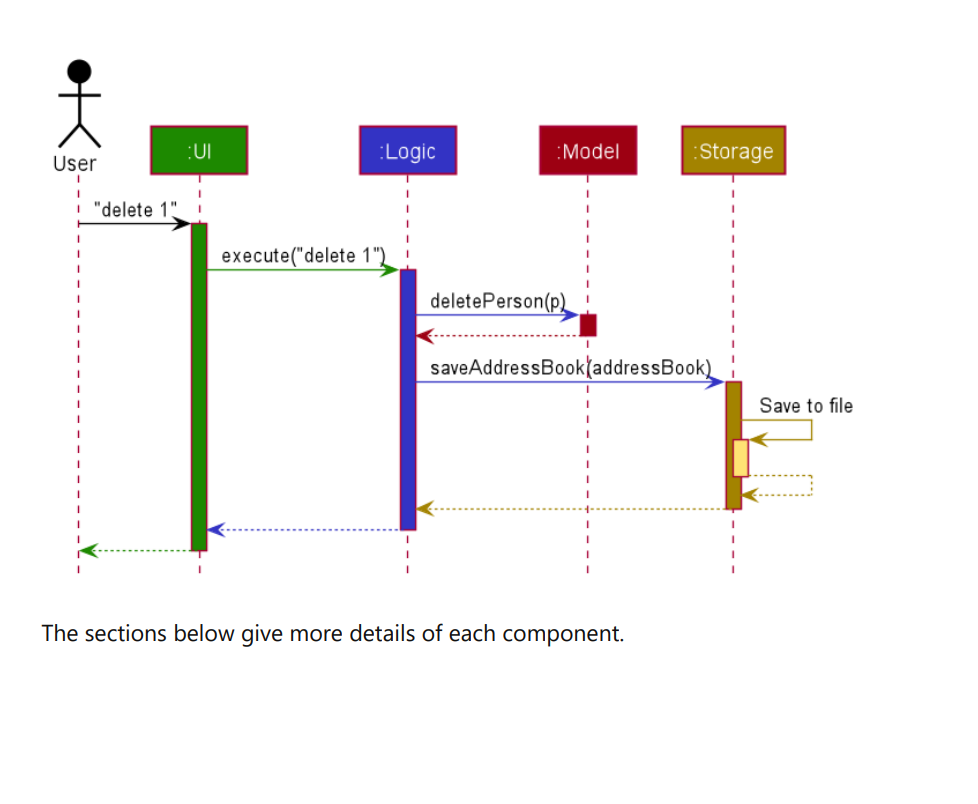 User
:UI
:Logic
:Model
:Storage
"delete 1"
execute("delete 1")
deletePerson(p)
saveAddressBook(addressBook)
Save to file
The sections below give more details of each component.